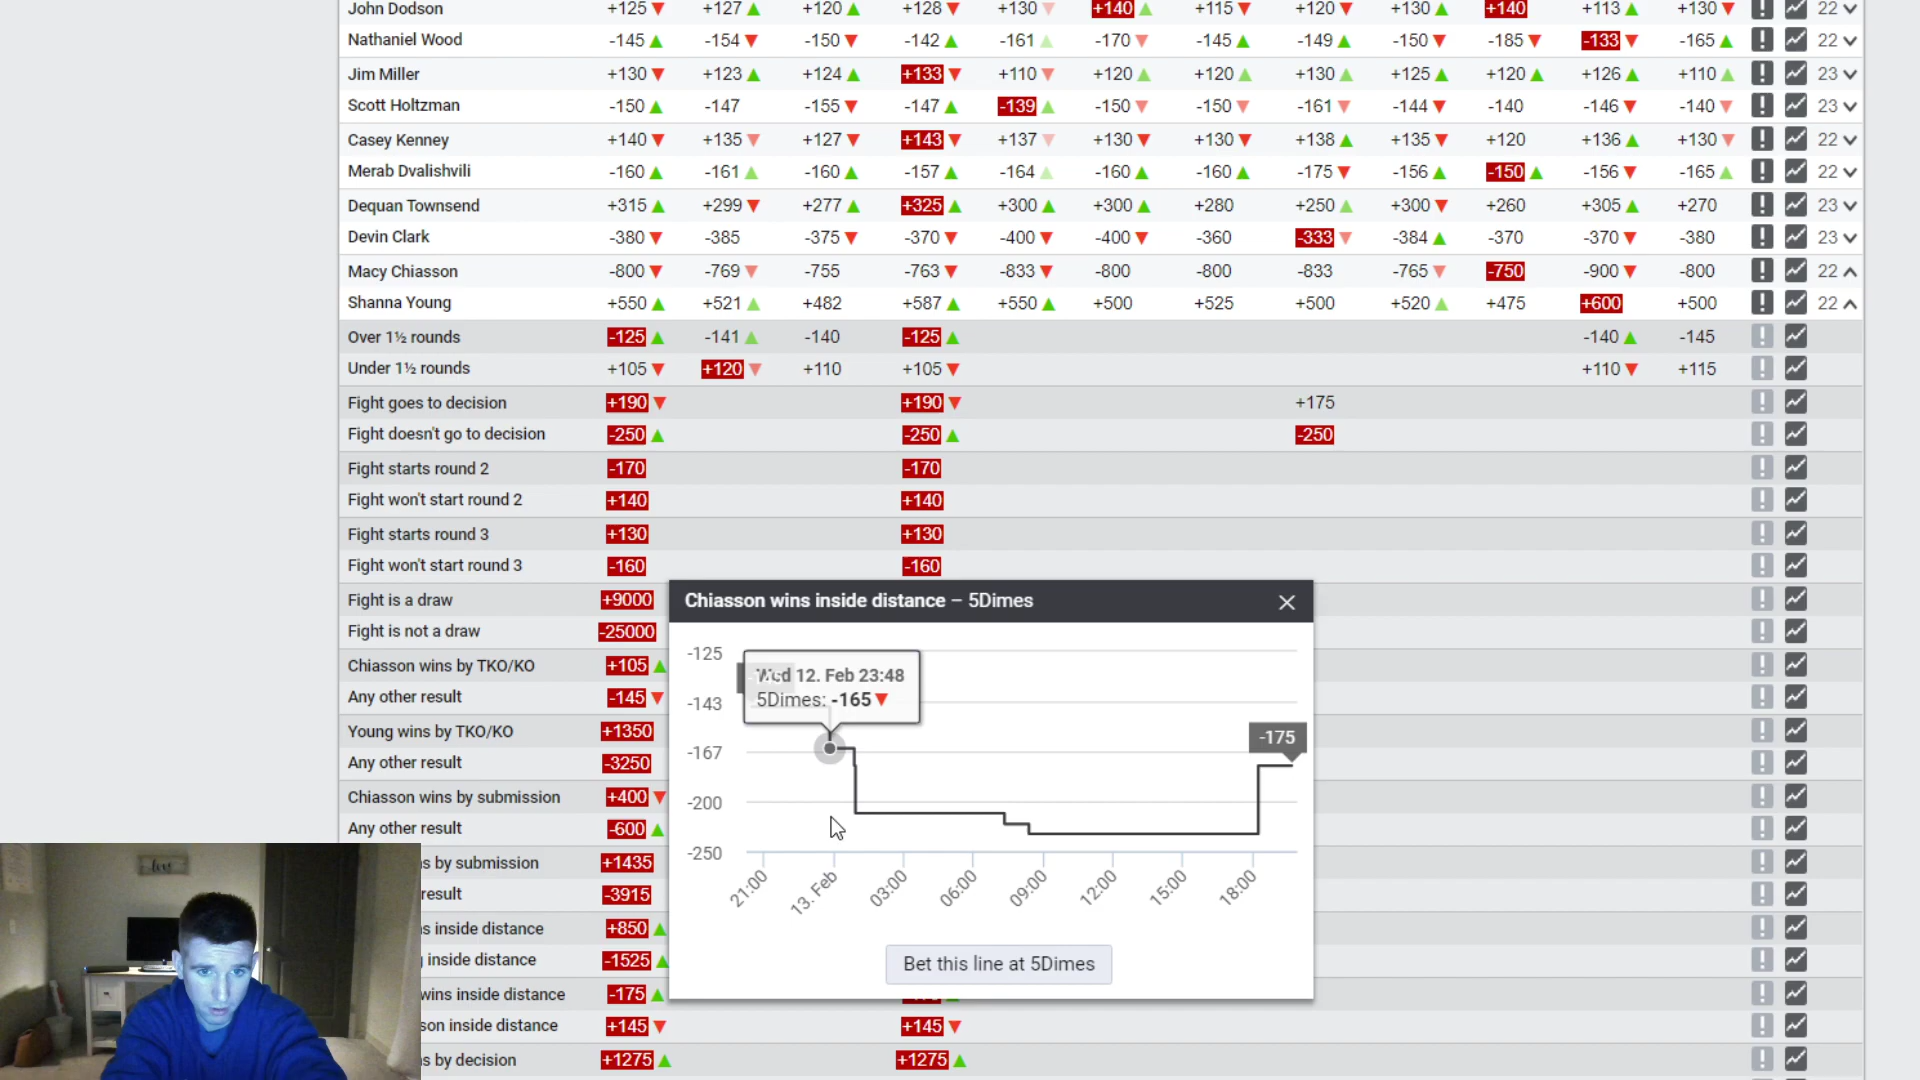 John Dodson +125 +127 +120 +128 +130 +140 +115 +120 +130 +140 +113 +130 22
Nathaniel Wood -145 -154 -150 -142 -161 -170 -145 -149 -150 -185 -133 -165 22
Jim Miller +130 +123 +124 +133 +110 +120 +120 +130 +125 +120 +126 +110 23
Scott Holtzman -150 -147 -155 -147 -139 -150 -150 -161 -144 -140 -146 -140 23
Casey Kenney +140 +135 +127 +143 +137 +130 +130 +138 +135 +120 +136 +130 22
Merab Dvalishvili -160 -161 -160 -157 -164 -160 -160 -175 -156 -150 -156 -165 22
Dequan Townsend +315 +299 +277 +325 +300 +300 +280 +250 +300 +260 +305 +270 23
Devin Clark -380 -385 -375 -370 -400 -400 -360 -333 -384 -370 -370 -380 23
Macy Chiasson -800 -769 -755 -763 -833 -800 -800 -833 -765 -750 -900 -800 22
Shanna Young +550 +521 +482 +587 +550 +500 +525 +500 +520 +475 +600 +500 22
Over 1½ rounds -125 -141 -140 -125 -140 -145
Under 1½ rounds +105 +120 +110 +105 +110 +115
Fight goes to decision +190 +190 +175
Fight doesn't go to decision -250 -250 -250
Fight starts round 2 -170 -170
Fight won't start round 2 +140 +140
Fight starts round 3 +130 +130
Fight won't start round 3 -160 -160
Fight is a draw +9000
Fight is not a draw -25000
Chiasson wins by TKO/KO +105
Any other result -145
Young wins by TKO/KO +1350
Any other result -3250
Chiasson wins by submission +400
Any other result -600
s by submission +1435
result -3915
s inside distance +850
inside distance -1525
wins inside distance -175
son inside distance +145 +145
s by decision +1275 +1275
Chiasson wins inside distance – 5Dimes
-125
-143
-167
-200
-250
Wed 12. Feb 23:48
5Dimes: -165
-175
21:00 13. Feb 03:00 06:00 09:00 12:00 15:00 18:00
Bet this line at 5Dimes
love